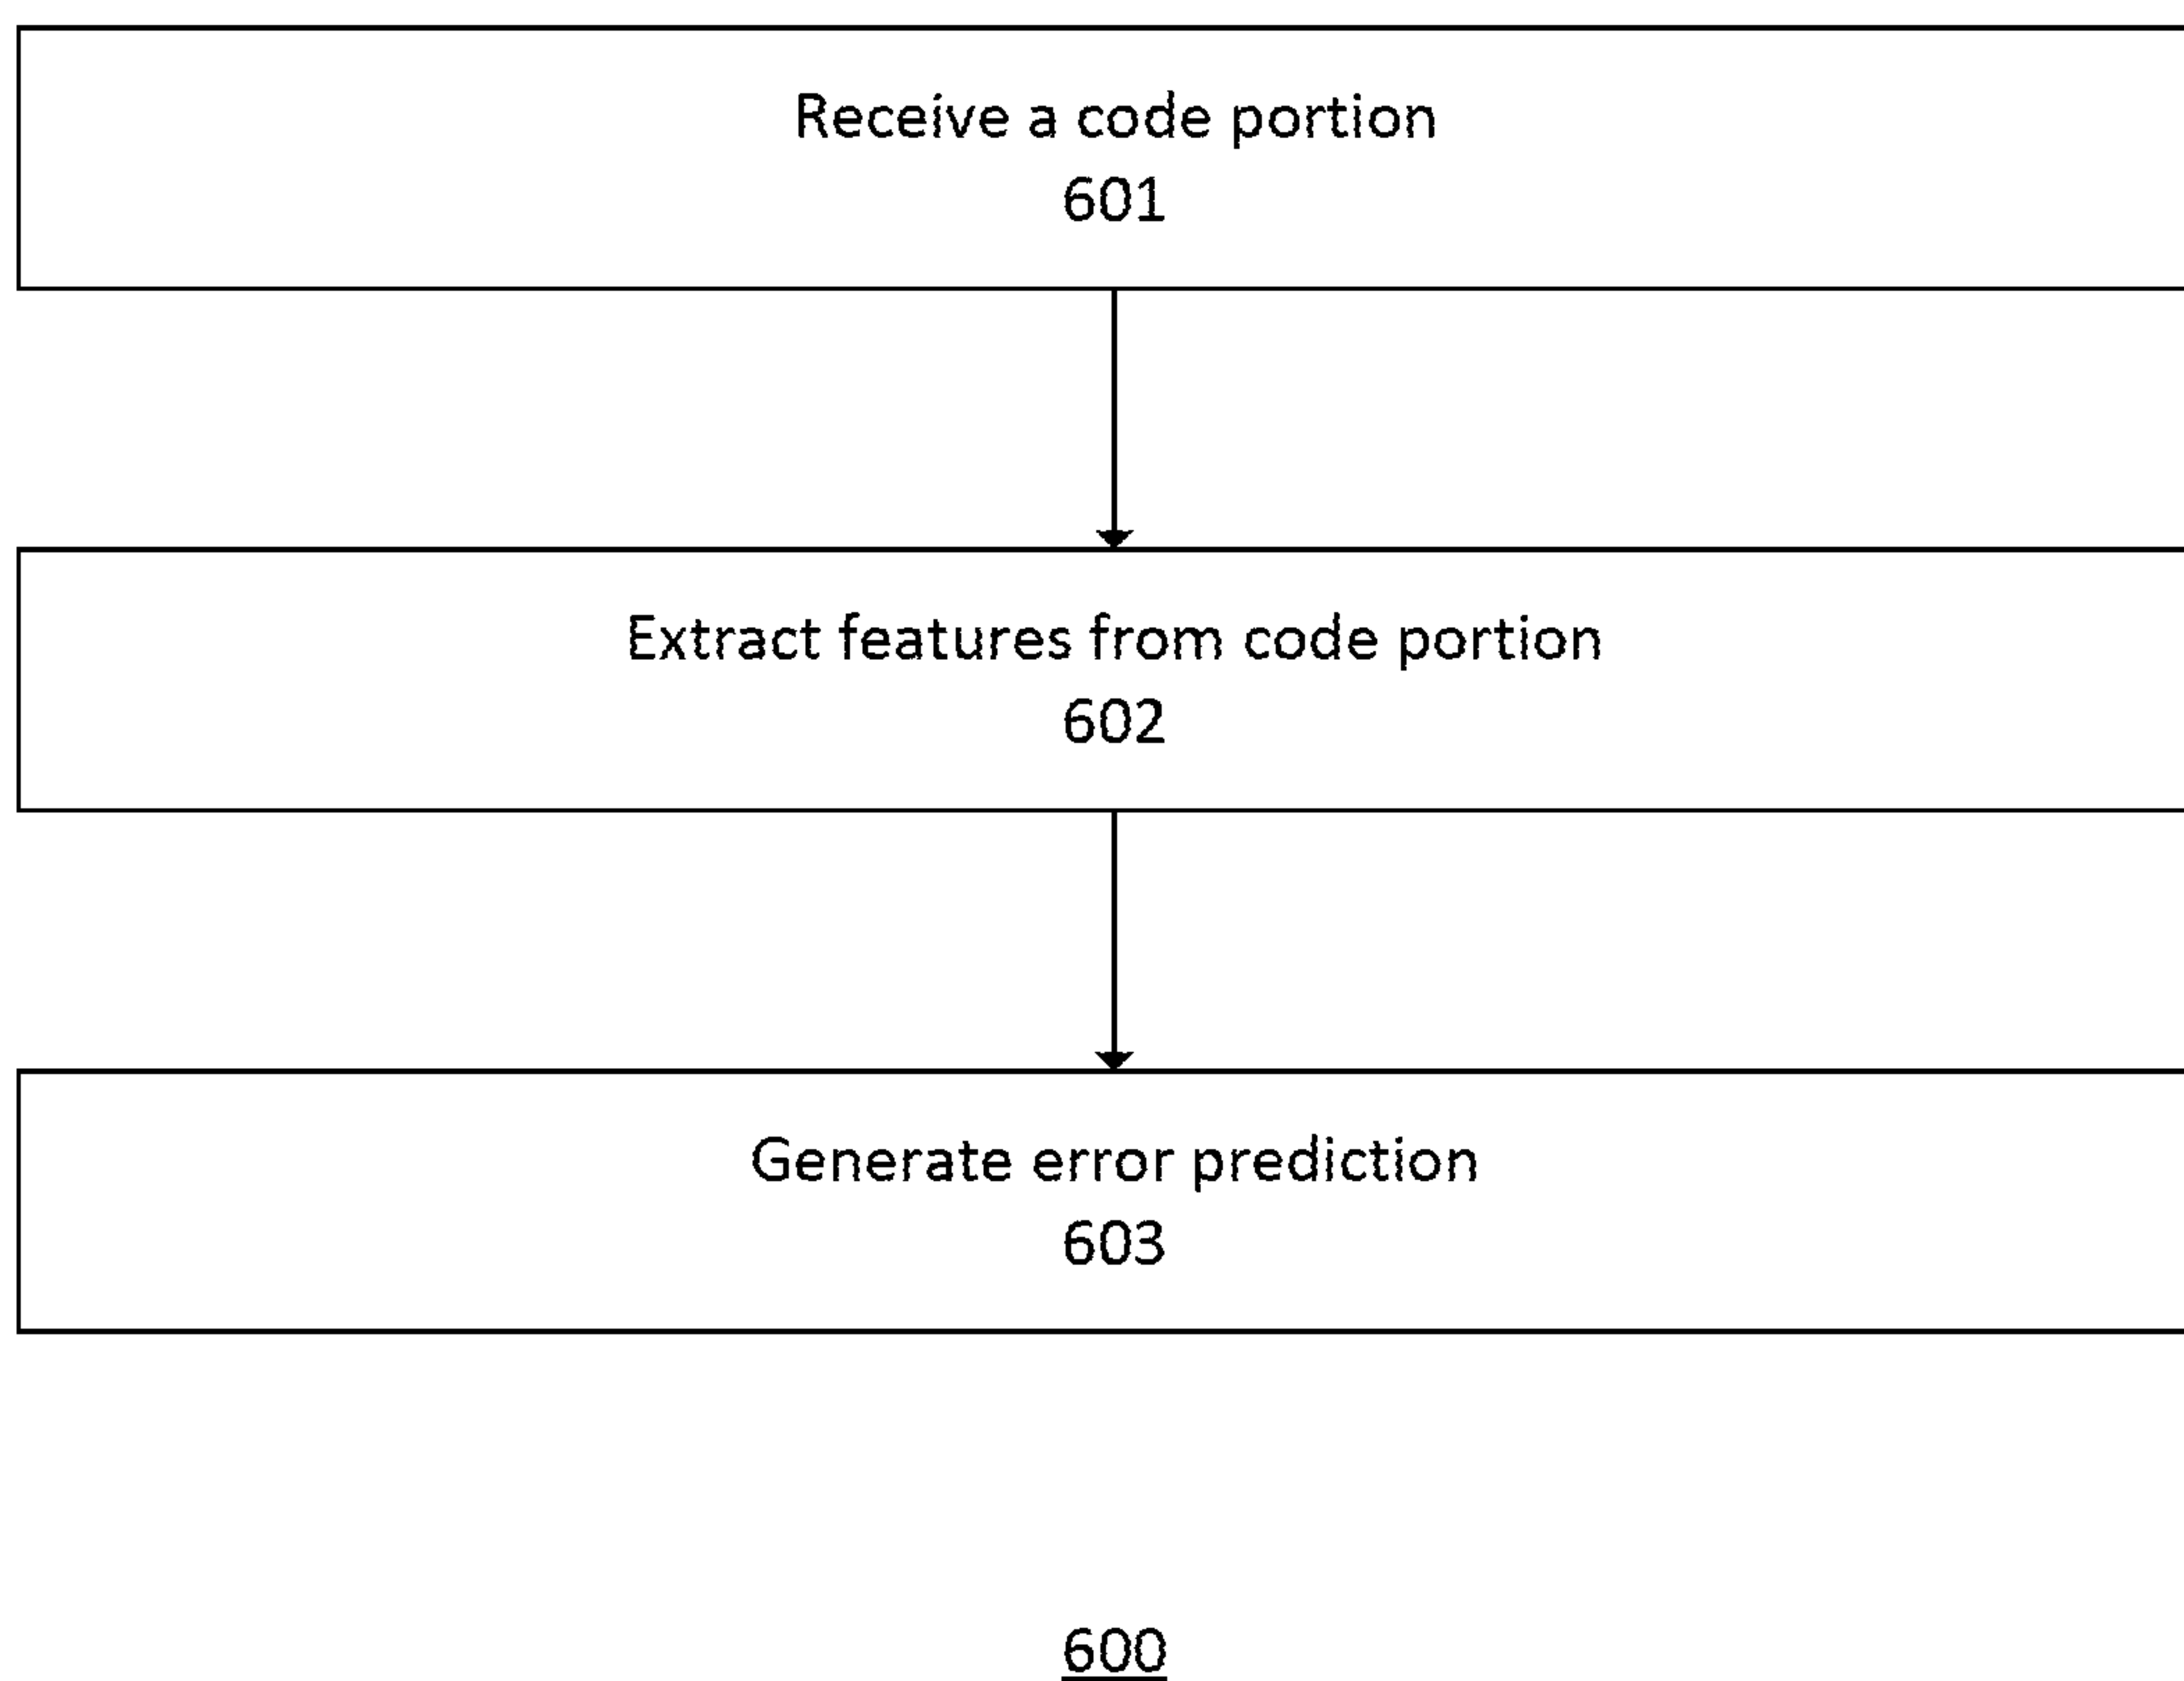 Receive a code portion
601
Extract features from code portion
602
Generate error prediction
603
600